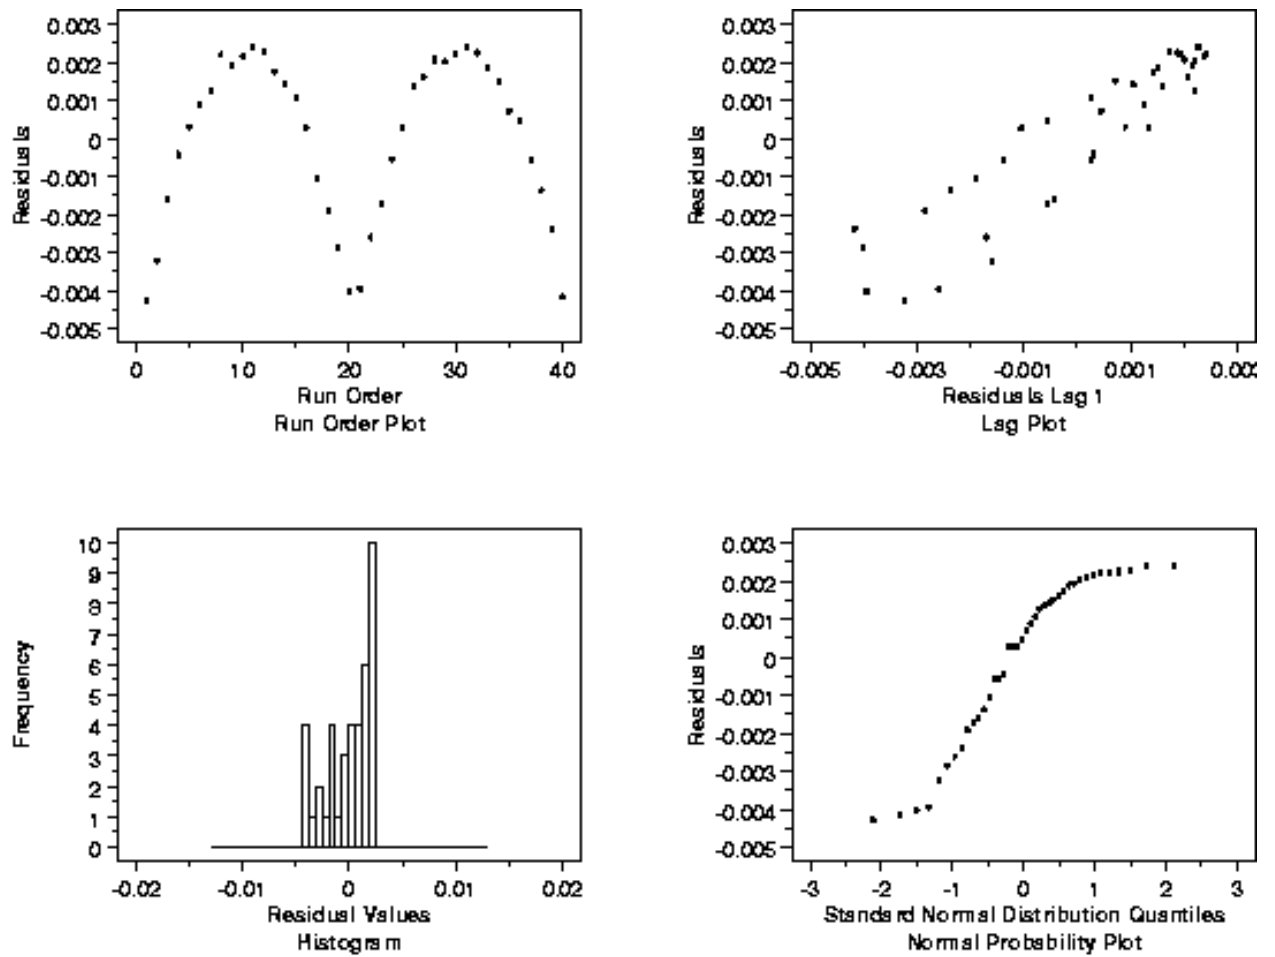 0.003
0.002
0.001
0
-0.001
-0.002
-0.003
-0.004
-0.005
Residuals
0 10 20 30 40
Run Order
Run Order Plot
0.003
0.002
0.001
0
-0.001
-0.002
-0.003
-0.004
-0.005
Residuals
-0.005 -0.003 -0.001 0.001 0.003
Residuals Lag 1
Lag Plot
10
9
8
7
6
5
4
3
2
1
0
Frequency
-0.02 -0.01 0 0.01 0.02
Residual Values
Histogram
0.003
0.002
0.001
0
-0.001
-0.002
-0.003
-0.004
-0.005
Residuals
-3 -2 -1 0 1 2 3
Standard Normal Distribution Quantiles
Normal Probability Plot